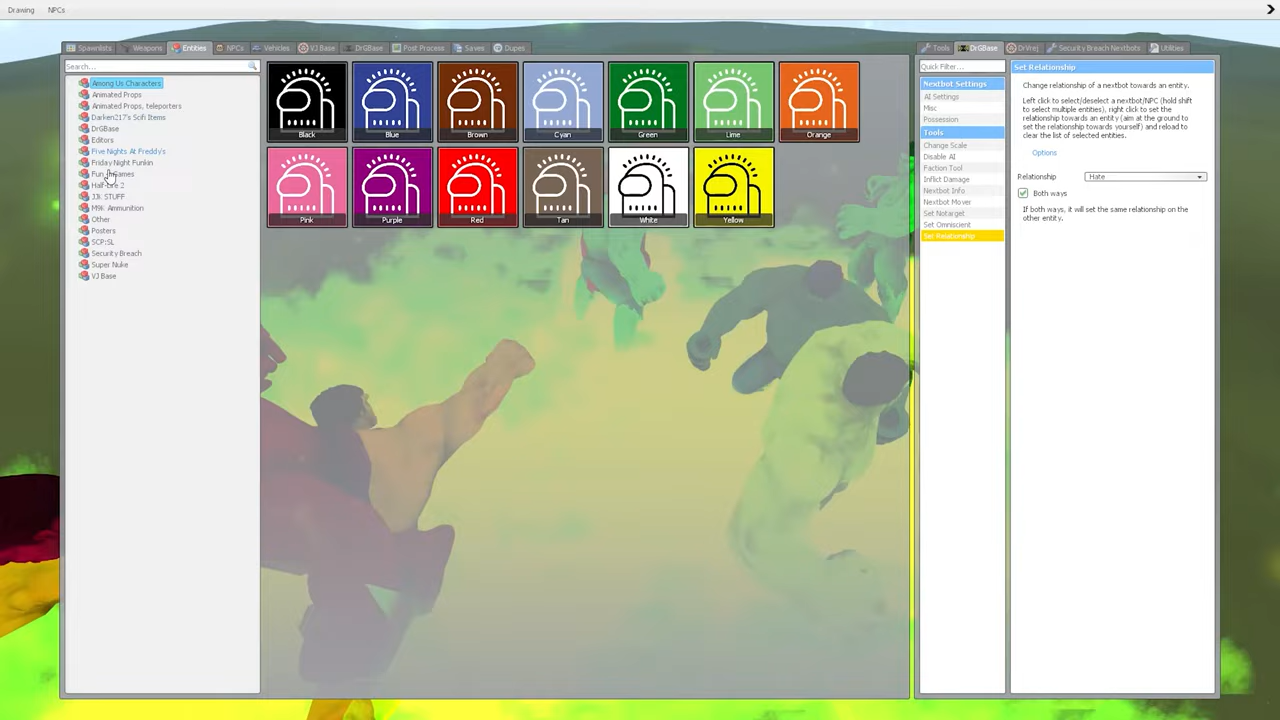 Drawing NPCs
Spawnlists Weapons Entities NPCs Vehicles VJ Base DrGBase Post Process Saves Dupes
Search...
Among Us Characters
Animated Props
Animated Props, teleporters
Darken217's Scifi Items
DrGBase
Editors
Five Nights At Freddy's
Friday Night Funkin
Fun + Games
Half-Life 2
M9k Ammunition
Other
Posters
SCP:SL
Security Breach
Super Nuke
VJ Base
Black
Blue
Brown
Cyan
Green
Lime
Orange
Pink
Purple
Red
Tan
White
Yellow
Tools DrGBase Security Breach Nextbots Utilities
Quick Filter...
Nextbot Settings
AI Settings
Misc
Possession
Tools
Change Scale
Disable AI
Faction Tool
Inflict Damage
Nextbot Info
Nextbot Mover
Set Notarget
Set Omniscient
Set Relationship
Set Relationship
Change relationship of a nextbot towards an entity.
Left click to select/deselect a nextbot/NPC (hold shift
to select multiple entities), right click to set the
relationship towards an entity (aim at the ground to
set the relationship towards yourself) and reload to
clear the list of selected entities.
Options
Relationship Hate
Both ways
If both ways, it will set the same relationship on the
other entity.